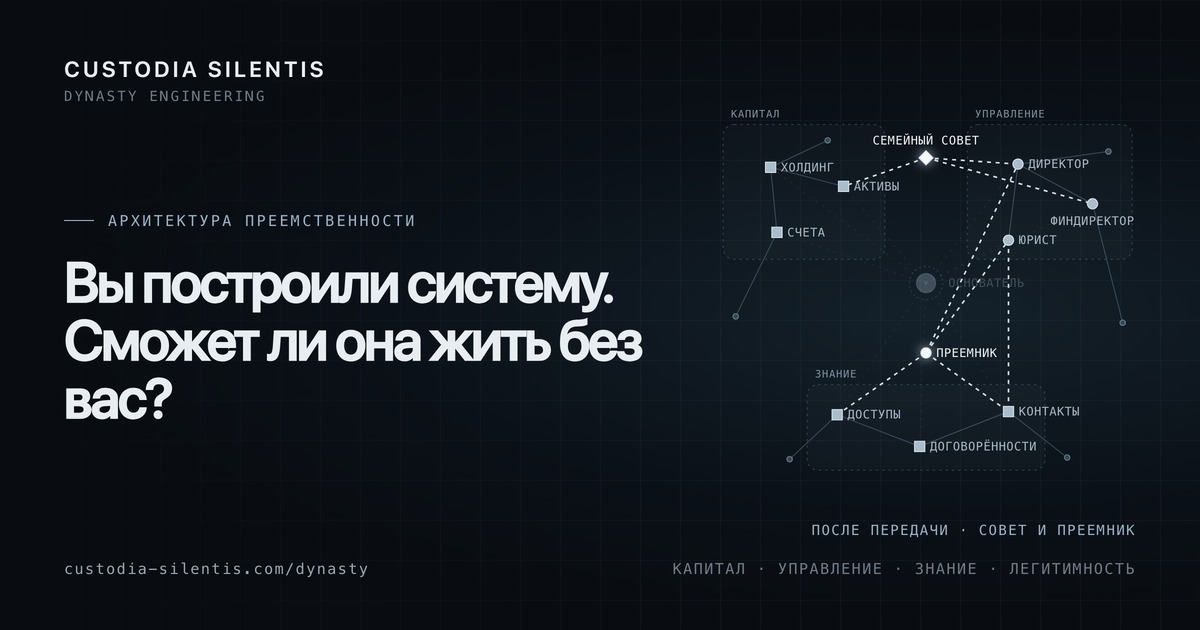 CUSTODIA SILENTIS
DYNASTY ENGINEERING
АРХИТЕКТУРА ПРЕЕМСТВЕННОСТИ
Вы построили систему.
Сможет ли она жить без
вас?
custodia-silentis.com/dynasty
КАПИТАЛ
УПРАВЛЕНИЕ
СЕМЕЙНЫЙ СОВЕТ
ХОЛДИНГ
ДИРЕКТОР
АКТИВЫ
ФИНДИРЕКТОР
СЧЕТА
ЮРИСТ
ОСНОВАТЕЛЬ
ПРЕЕМНИК
ЗНАНИЕ
ДОСТУПЫ
КОНТАКТЫ
ДОГОВОРЁННОСТИ
ПОСЛЕ ПЕРЕДАЧИ · СОВЕТ И ПРЕЕМНИК
КАПИТАЛ · УПРАВЛЕНИЕ · ЗНАНИЕ · ЛЕГИТИМНОСТЬ